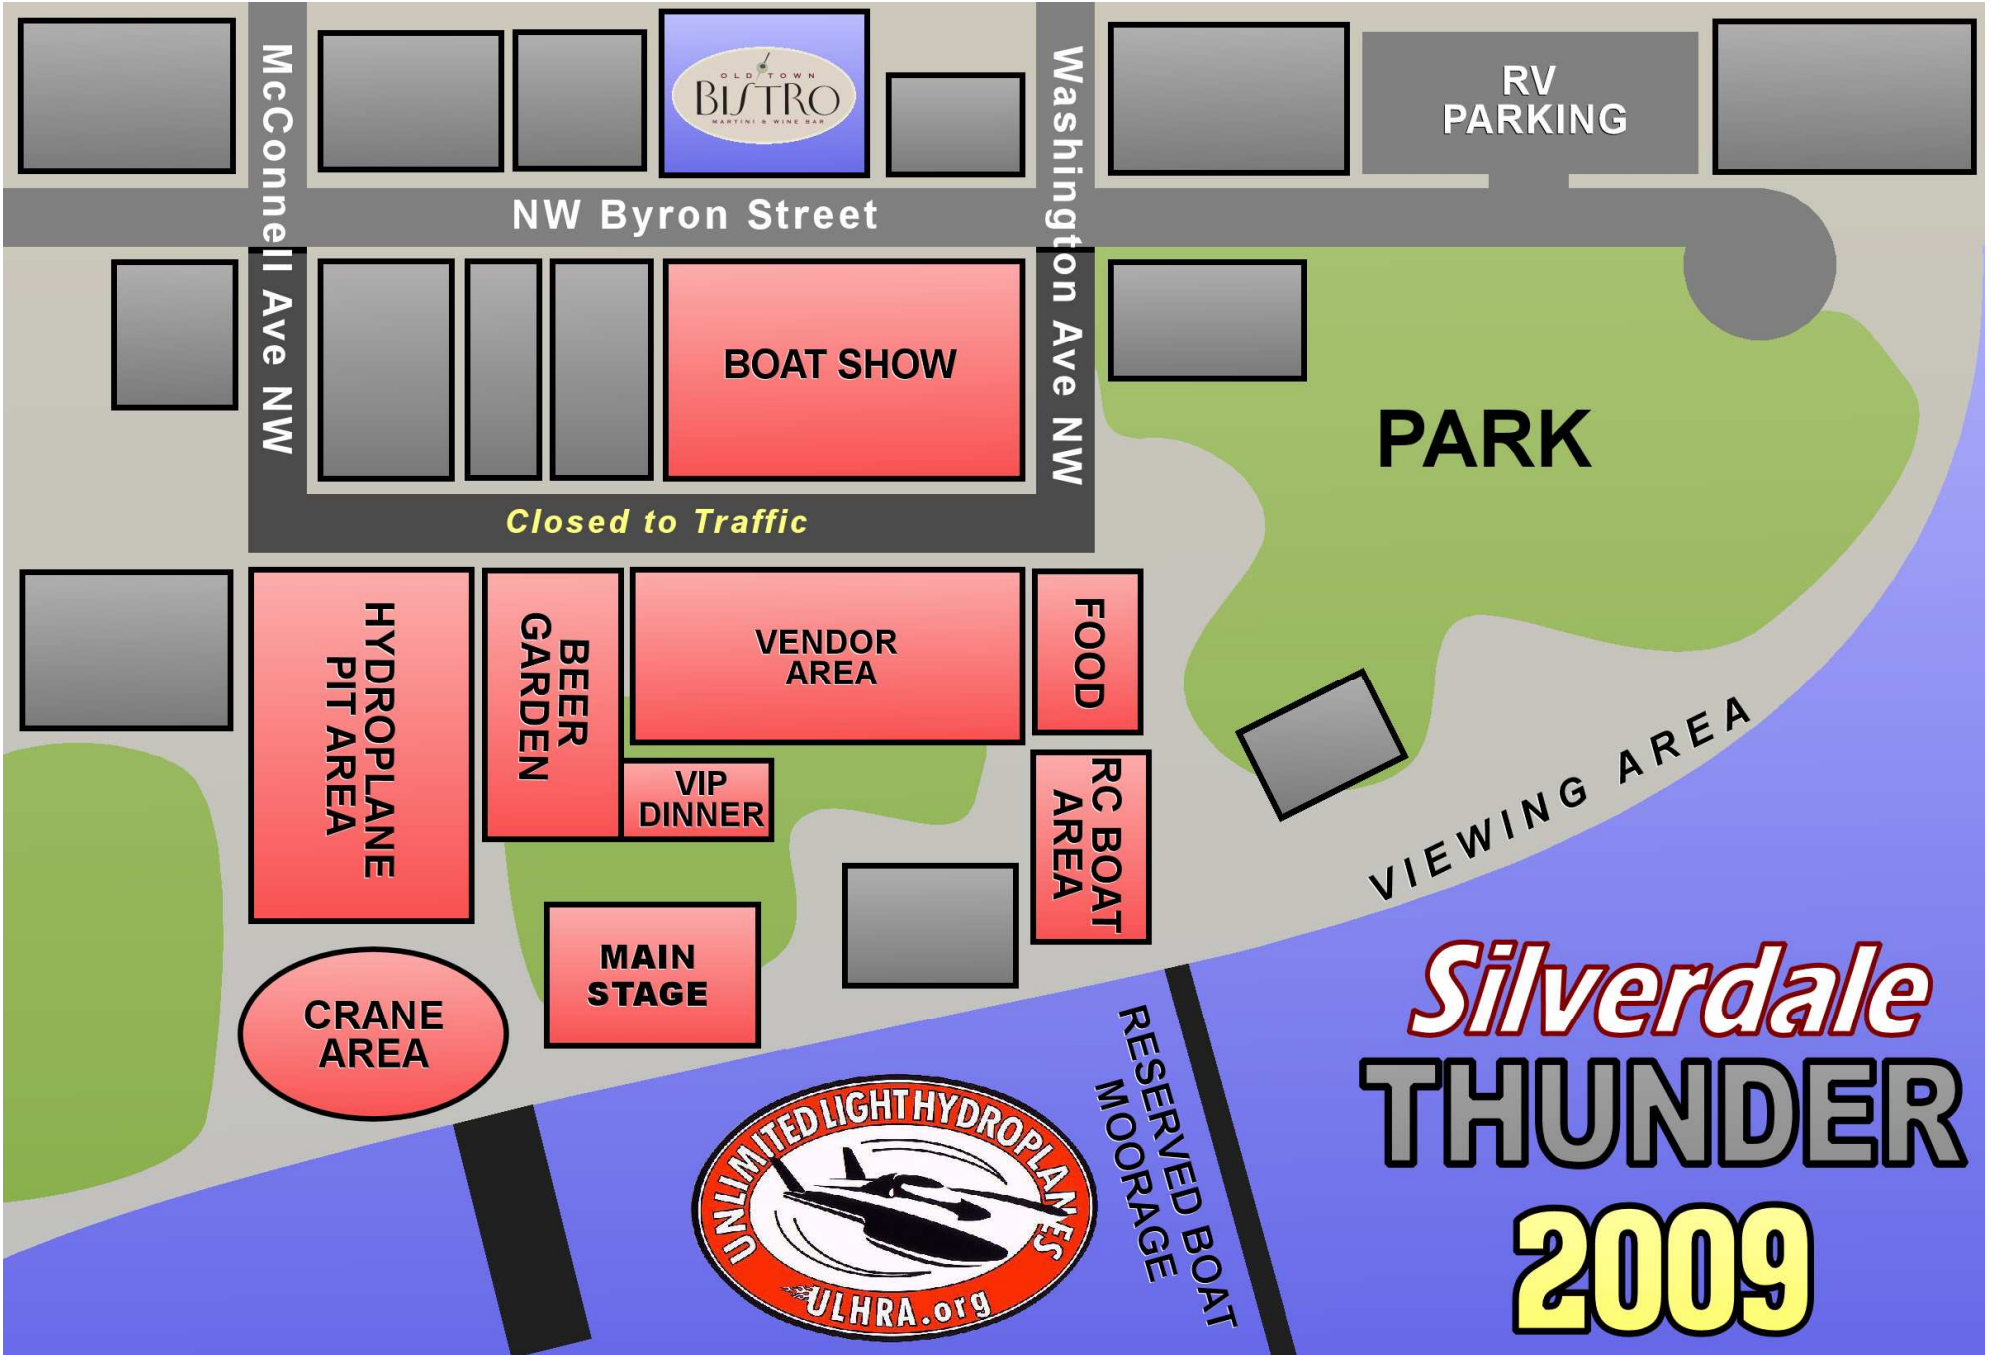 McConnell Ave NW
OLD TOWN
BISTRO
MARTINI & WINE BAR
Washington Ave NW
RV
PARKING
NW Byron Street
BOAT SHOW
PARK
Closed to Traffic
HYDROPLANE
PIT AREA
BEER
GARDEN
VENDOR
AREA
FOOD
VIP
DINNER
RC BOAT
AREA
VIEWING AREA
MAIN
STAGE
CRANE
AREA
RESERVED BOAT
MOORAGE
UNLIMITED LIGHT HYDROPLANES
ULHRA.org
Silverdale
THUNDER
2009